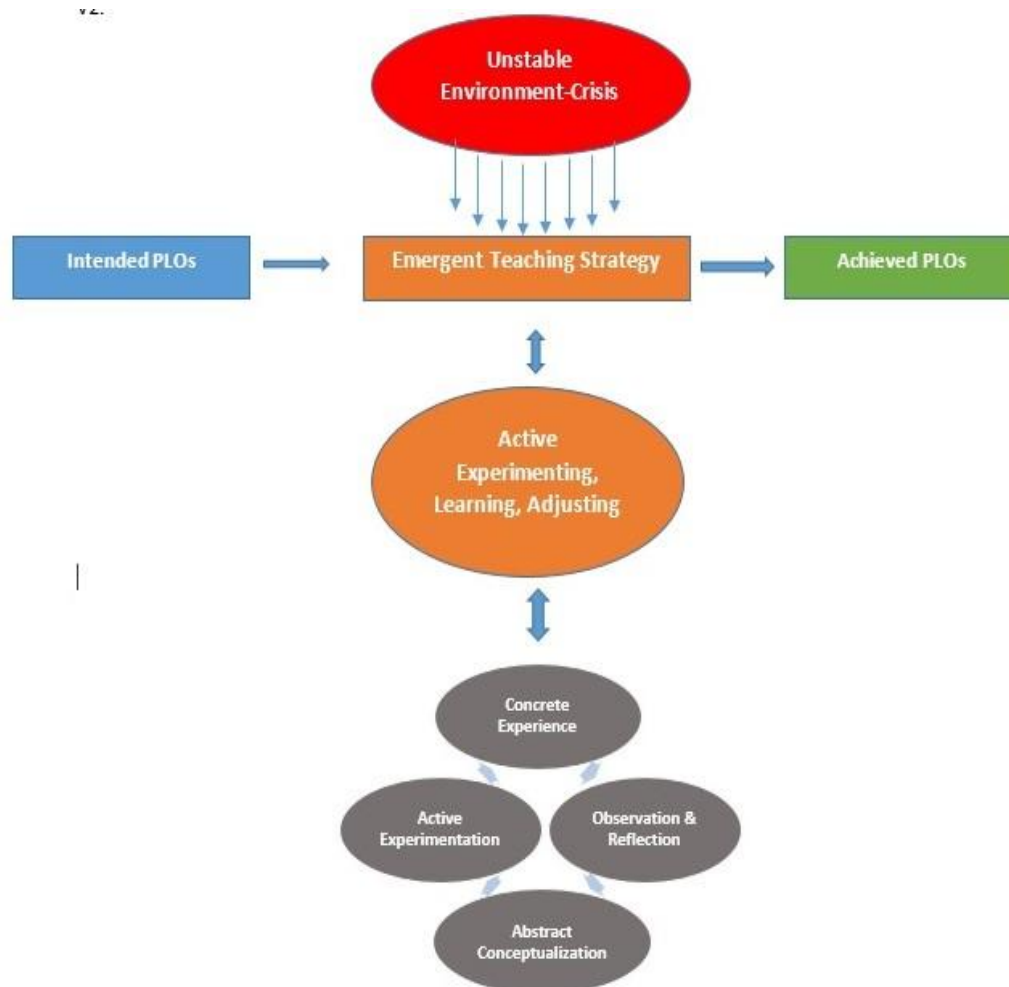 Unstable
Environment-Crisis
Intended PLOs
Emergent Teaching Strategy
Achieved PLOs
Active
Experimenting,
Learning, Adjusting
Concrete
Experience
Active
Experimentation
Observation &
Reflection
Abstract
Conceptualization